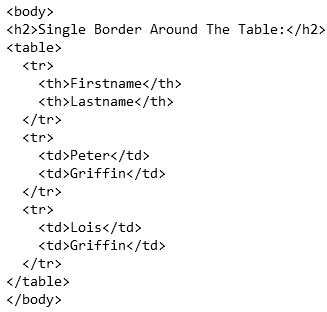 <body>
<h2>Single Border Around The Table:</h2>
<table>
  <tr>
    <th>Firstname</th>
    <th>Lastname</th>
  </tr>
  <tr>
    <td>Peter</td>
    <td>Griffin</td>
  </tr>
  <tr>
    <td>Lois</td>
    <td>Griffin</td>
  </tr>
</table>
</body>